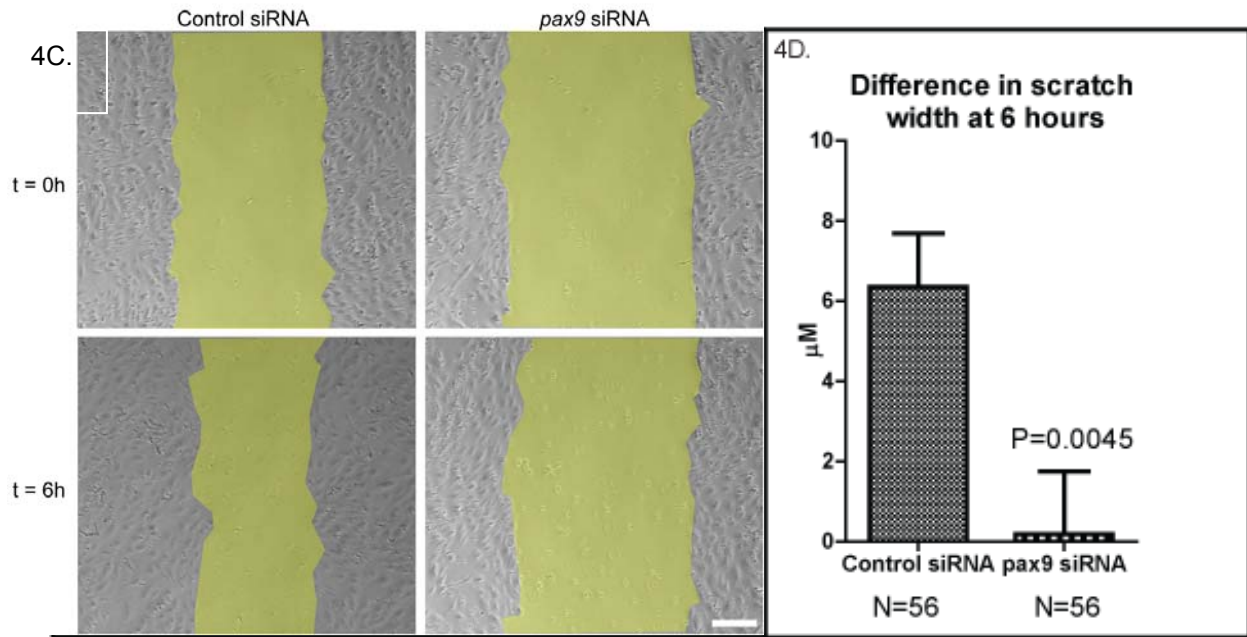 Control siRNA
pax9 siRNA
4C.
t = 0h
t = 6h
4D.
Difference in scratch
width at 6 hours
10
8
6
4
2
0
µM
P=0.0045
Control siRNA pax9 siRNA
N=56
N=56